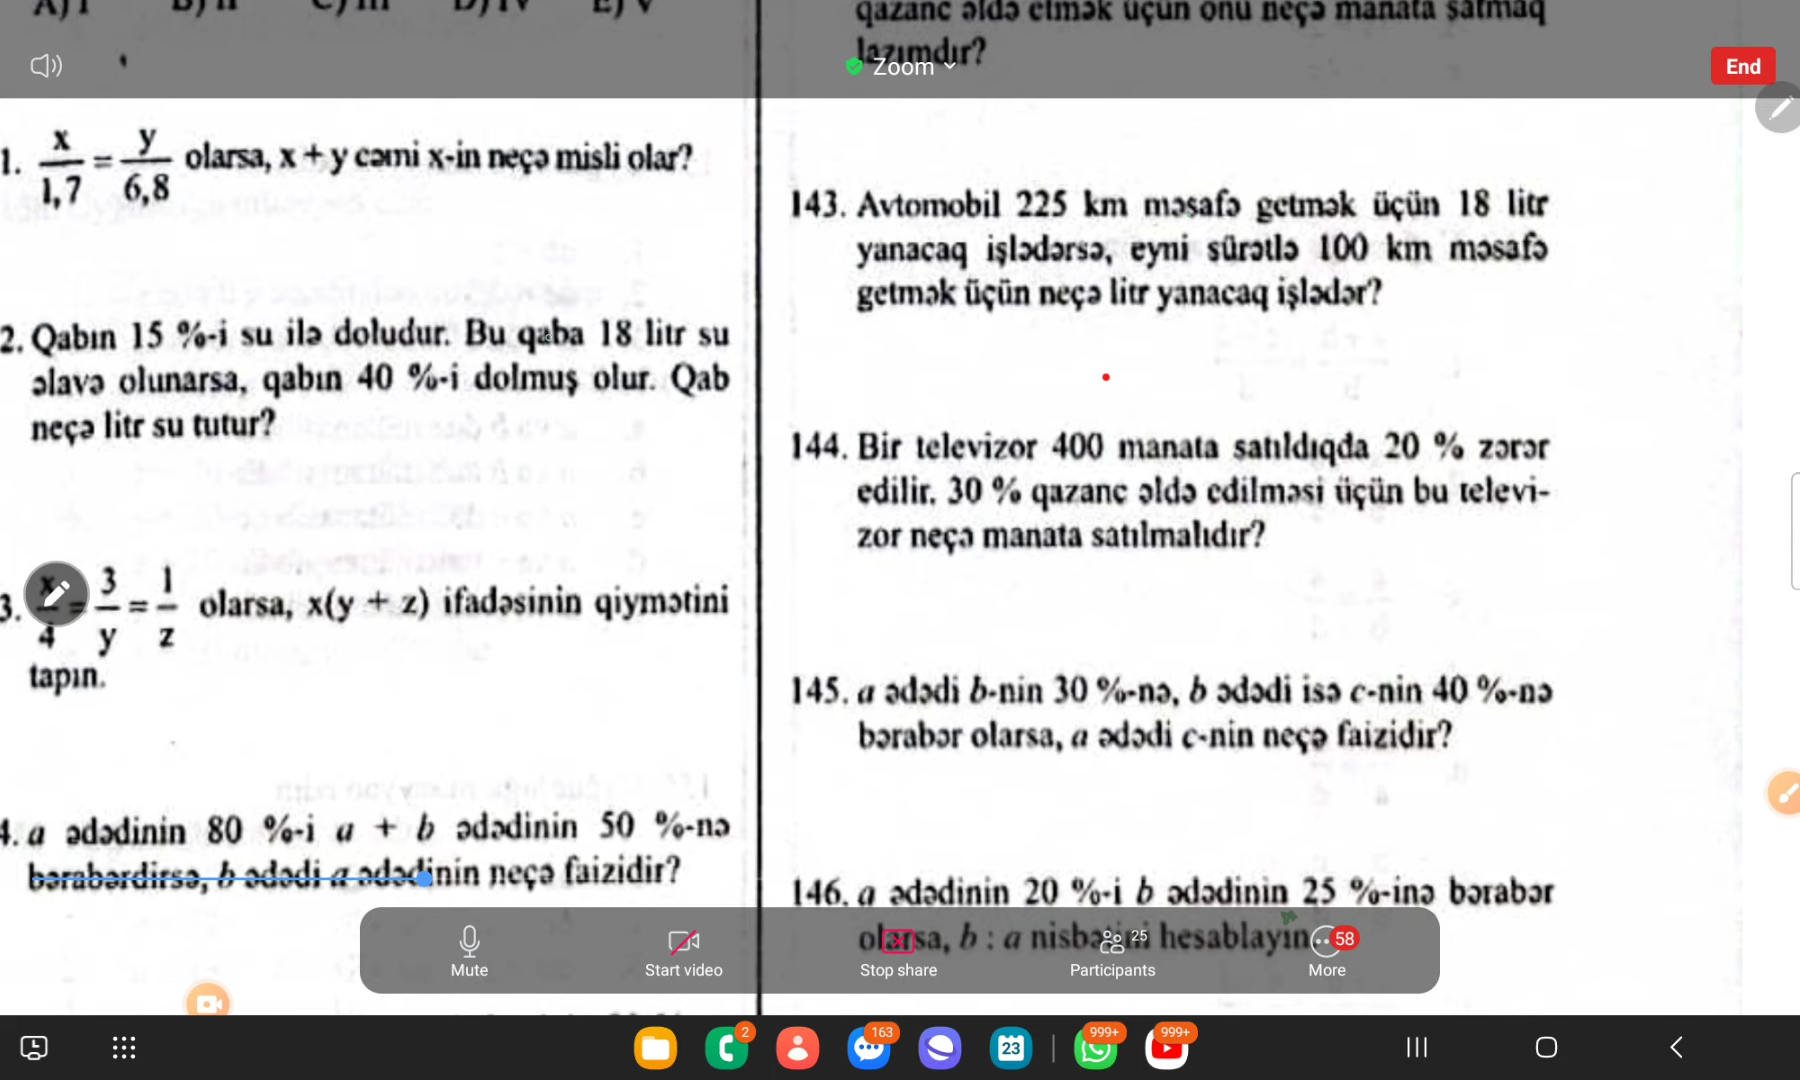 A) I B) II C) III D) IV E) V
qazanc əldə etmək üçün onu neçə manata satmaq
lazımdır?
Zoom
End
1. x/1,7 = y/6,8 olarsa, x + y cəmi x-in neçə misli olar?
2. Qabın 15 %-i su ilə doludur. Bu qaba 18 litr su
əlavə olunarsa, qabın 40 %-i dolmuş olur. Qab
neçə litr su tutur?
3. x/4 = 3/y = 1/z olarsa, x(y + z) ifadəsinin qiymətini
tapın.
4. a ədədinin 80 %-i a + b ədədinin 50 %-nə
bərabərdirsə, b ədədi a ədədinin neçə faizidir?
143. Avtomobil 225 km məsafə getmək üçün 18 litr
yanacaq işlədərsə, eyni sürətlə 100 km məsafə
getmək üçün neçə litr yanacaq işlədər?
144. Bir televizor 400 manata satıldıqda 20 % zərər
edilir. 30 % qazanc əldə edilməsi üçün bu televi-
zor neçə manata satılmalıdır?
145. a ədədi b-nin 30 %-nə, b ədədi isə c-nin 40 %-nə
bərabər olarsa, a ədədi c-nin neçə faizidir?
146. a ədədinin 20 %-i b ədədinin 25 %-inə bərabər
olarsa, b : a nisbətini hesablayın.
25
58
Mute
Start video
Stop share
Participants
More
2
163
23
999+
999+